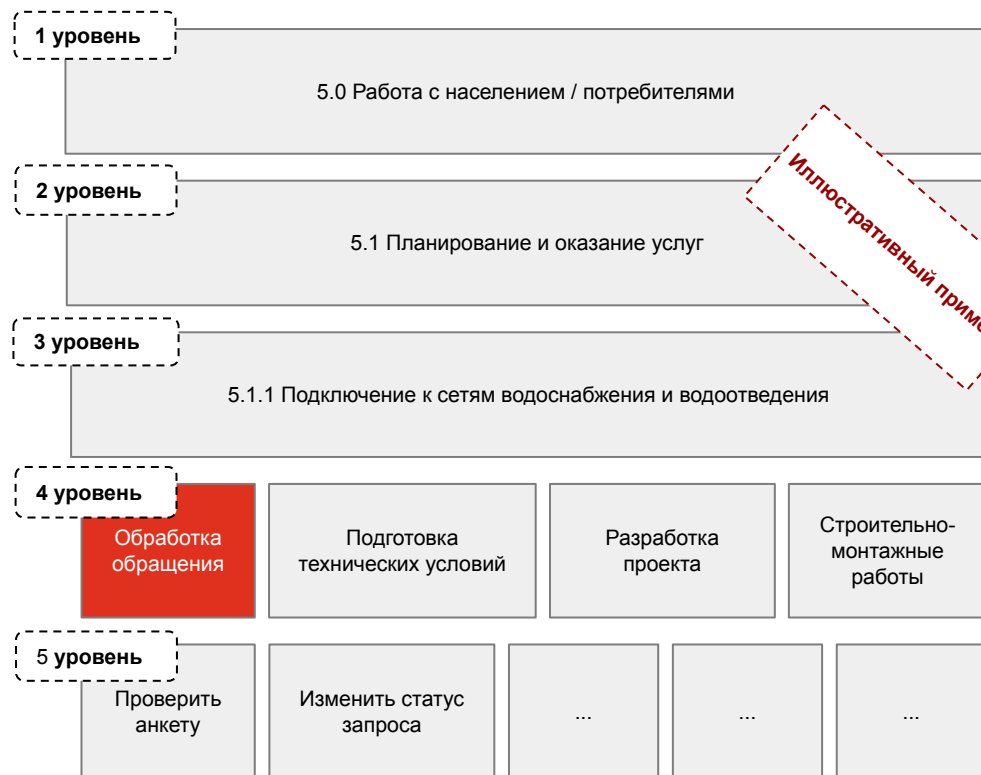 1 уровень
5.0 Работа с населением / потребителями
Иллюстративный
2 уровень
5.1 Планирование и оказание услуг
3 уровень
5.1.1 Подключение к сетям водоснабжения и водоотведения
4 уровень
Обработка
обращения
Подготовка
технических условий
Разработка
проекта
Строительно-
монтажные
работы
5 уровень
Проверить
анкету
Изменить статус
запроса
...
...
...